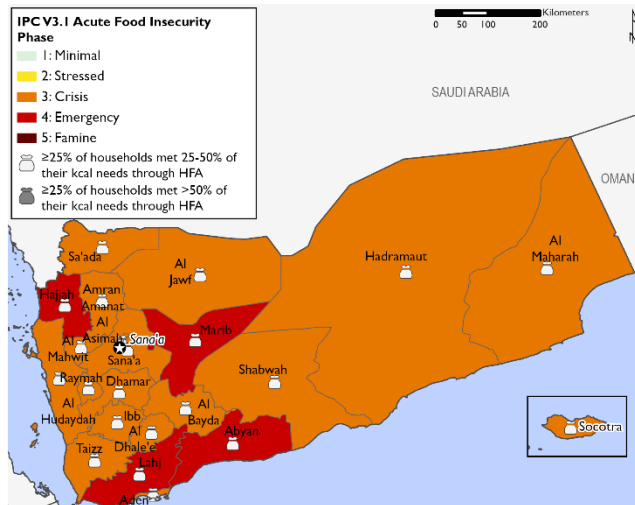 IPC V3.1 Acute Food Insecurity
Phase
1: Minimal
2: Stressed
3: Crisis
4: Emergency
5: Famine
≥25% of households met 25-50% of
their kcal needs through HFA
≥25% of households met >50% of
their kcal needs through HFA
Kilometers
0 50 100 200
SAUDI ARABIA
OMAN
Sa'ada
Al
Jawf
Hadramaut
Al
Maharah
Hajjah
Amran
Amanat
Al
Asimah
Sana'a
Marib
Al
Mahwit
Sana'a
Raymah
Dhamar
Shabwah
Al
Hudaydah
Ibb
Al
Bayda
Al
Dhale'e
Abyan
Socotra
Taizz
Lahj
Aden